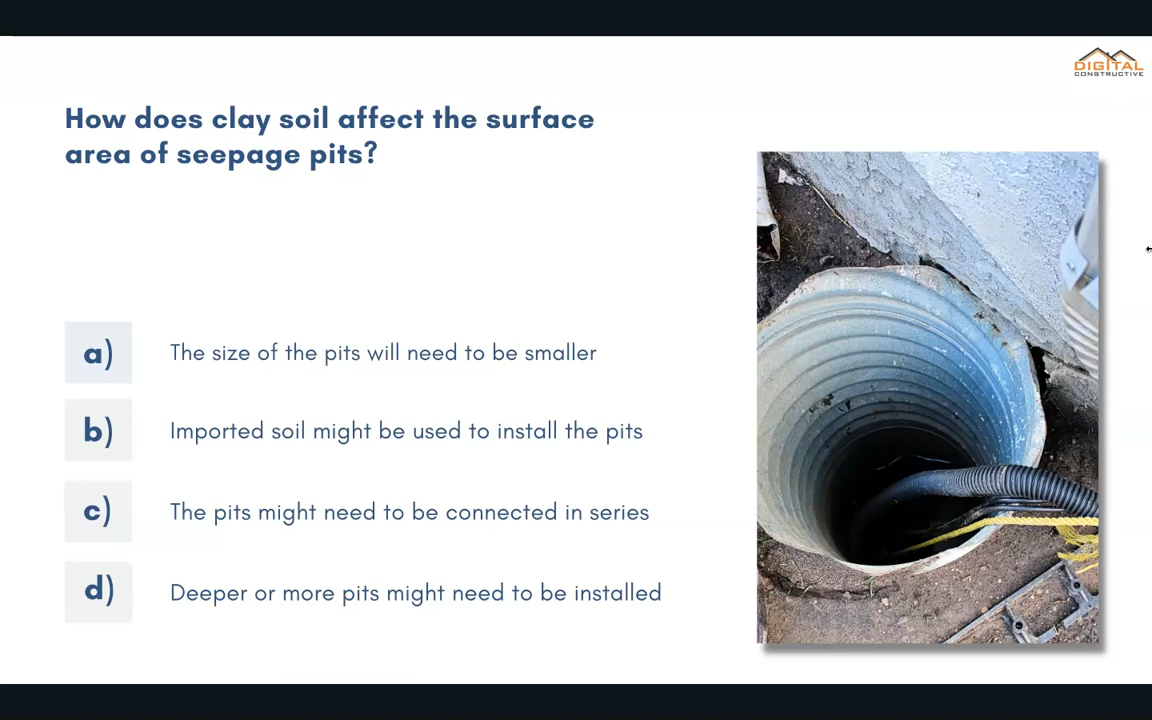 DIGITAL
CONSTRUCTIVE
How does clay soil affect the surface
area of seepage pits?
a) The size of the pits will need to be smaller
b) Imported soil might be used to install the pits
c) The pits might need to be connected in series
d) Deeper or more pits might need to be installed